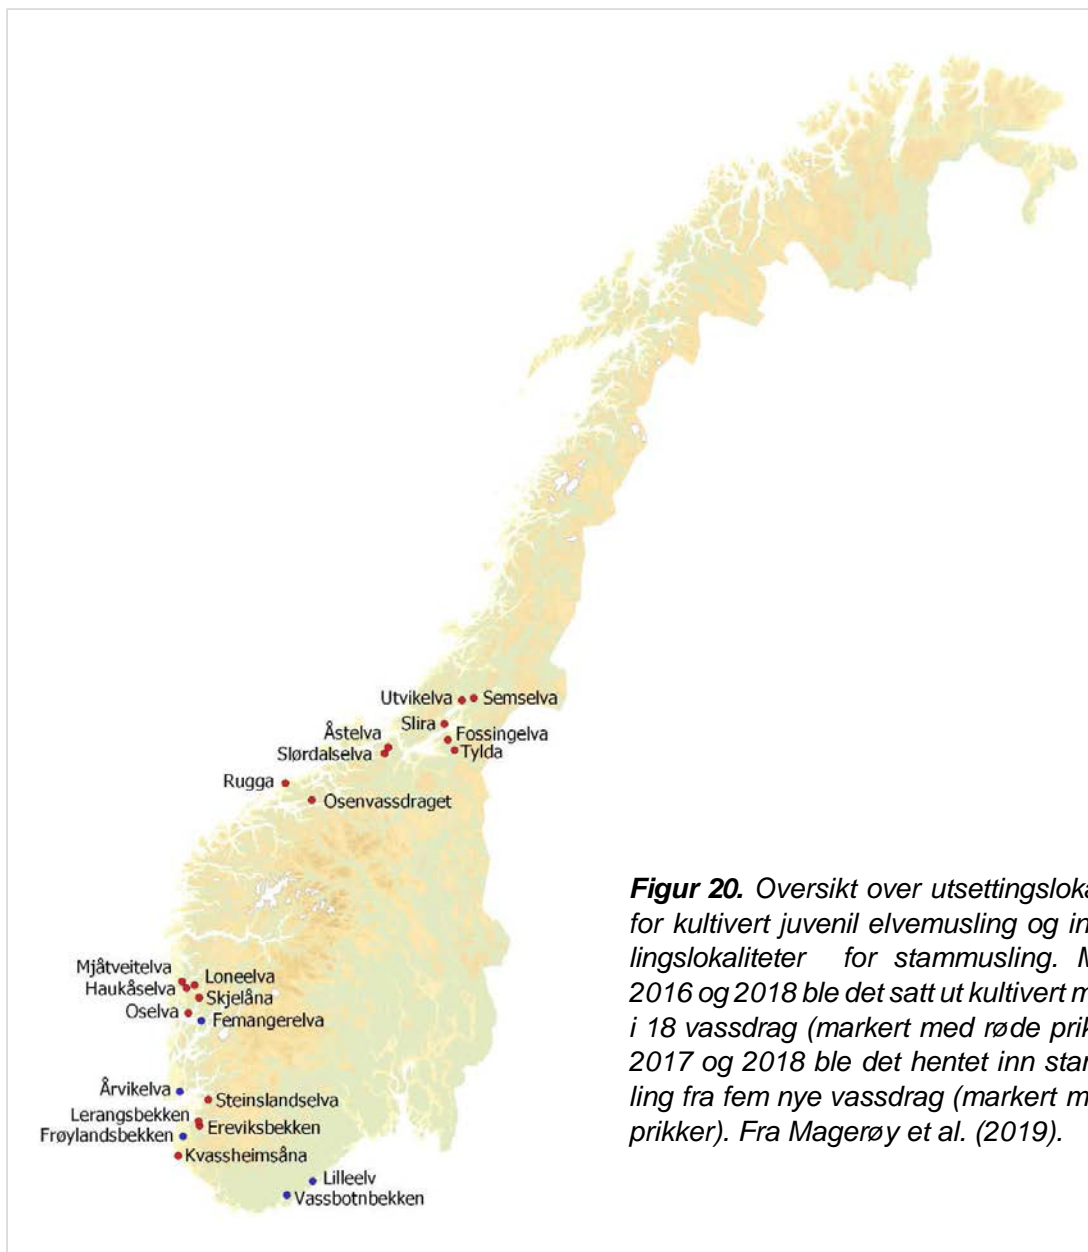 Utvikelva
Semselva
Slira
Fossingelva
Åstelva
Tylda
Slørdalselva
Rugga
Osenvassdraget
Mjåtveitelva
Loneelva
Haukåselva
Skjelåna
Oselva
Femangerelva
Årvikelva
Steinslandselva
Lerangsbekken
Ereviksbekken
Frøylandsbekken
Kvassheimsåna
Lilleelv
Vassbotnbekken
Figur 20. Oversikt over utsettingsloka
for kultivert juvenil elvemusling og in
lingslokaliteter for stammusling. M
2016 og 2018 ble det satt ut kultivert m
i 18 vassdrag (markert med røde prik
2017 og 2018 ble det hentet inn stan
ling fra fem nye vassdrag (markert m
prikker). Fra Magerøy et al. (2019).